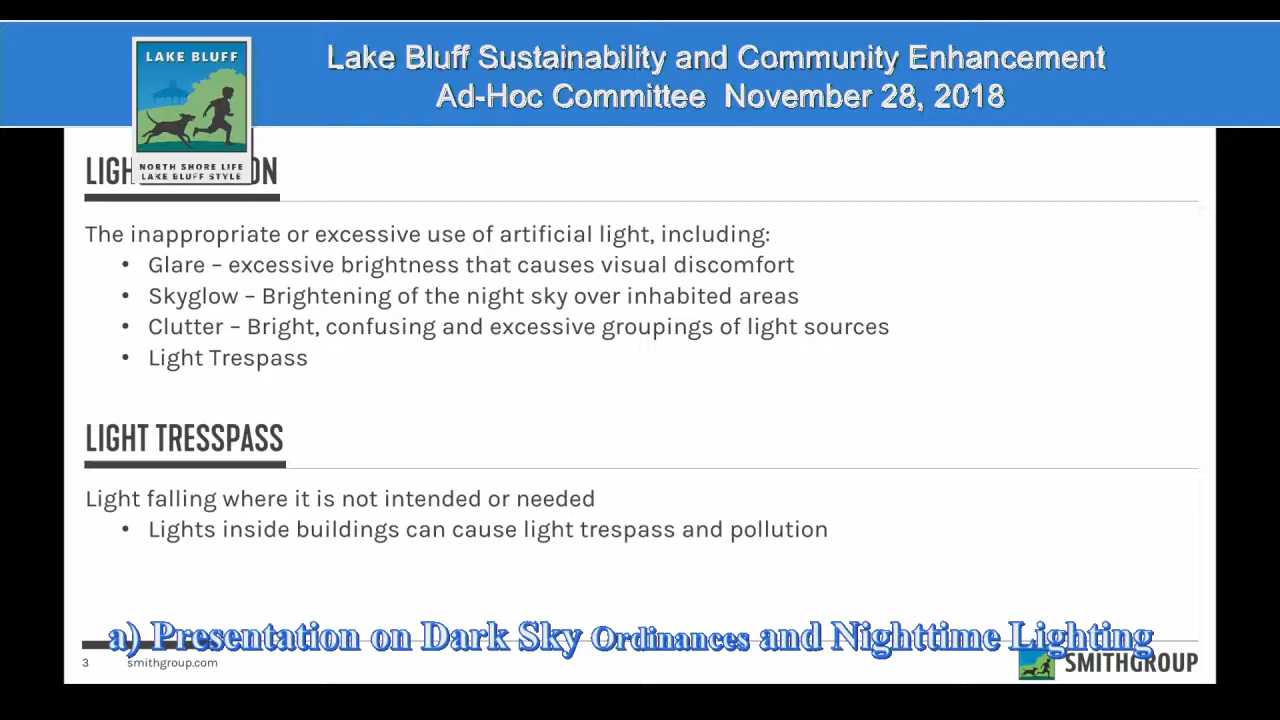 LAKE BLUFF
NORTH SHORE LIFE
LAKE BLUFF STYLE
Lake Bluff Sustainability and Community Enhancement
Ad-Hoc Committee November 28, 2018
The inappropriate or excessive use of artificial light, including:
• Glare – excessive brightness that causes visual discomfort
• Skyglow – Brightening of the night sky over inhabited areas
• Clutter – Bright, confusing and excessive groupings of light sources
• Light Trespass
LIGHT TRESSPASS
Light falling where it is not intended or needed
• Lights inside buildings can cause light trespass and pollution
a) Presentation on Dark Sky Ordinances and Nighttime Lighting
3 smithgroup.com
SMITHGROUP